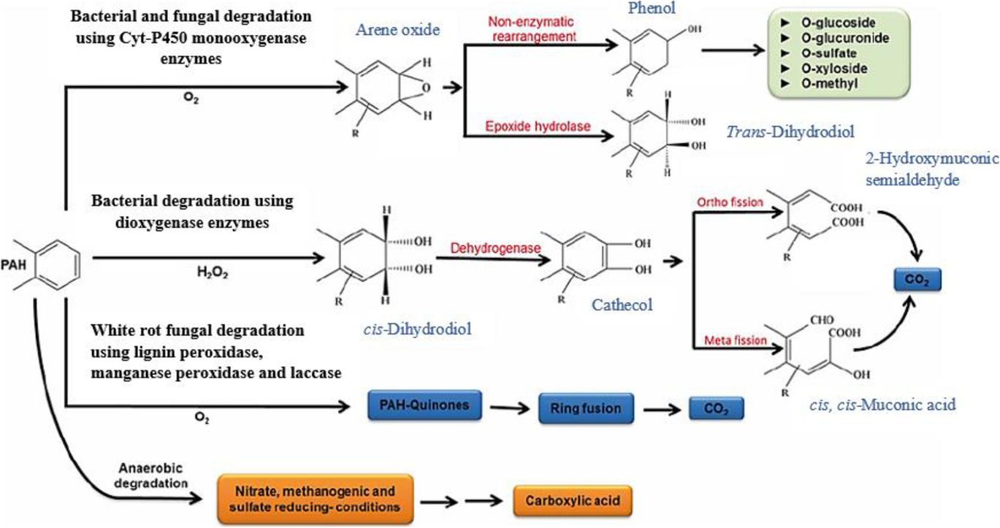 Bacterial and fungal degradation
using Cyt-P450 monooxygenase
enzymes
O₂
Arene oxide
H
O
H
R
Non-enzymatic
rearrangement
Phenol
OH
R
➤ O-glucoside
➤ O-glucuronide
➤ O-sulfate
➤ O-xyloside
➤ O-methyl
Epoxide hydrolase
H
OH
OH
R
H
Trans-Dihydrodiol
Bacterial degradation using
dioxygenase enzymes
PAH
H₂O₂
H
OH
OH
R
H
cis-Dihydrodiol
Dehydrogenase
OH
OH
R
Cathecol
Ortho fission
2-Hydroxymuconic
semialdehyde
COOH
COOH
R
CO₂
Meta fission
CHO
COOH
OH
R
cis, cis-Muconic acid
White rot fungal degradation
using lignin peroxidase,
manganese peroxidase and laccase
O₂
PAH-Quinones
Ring fusion
CO₂
Anaerobic
degradation
Nitrate, methanogenic and
sulfate reducing- conditions
Carboxylic acid